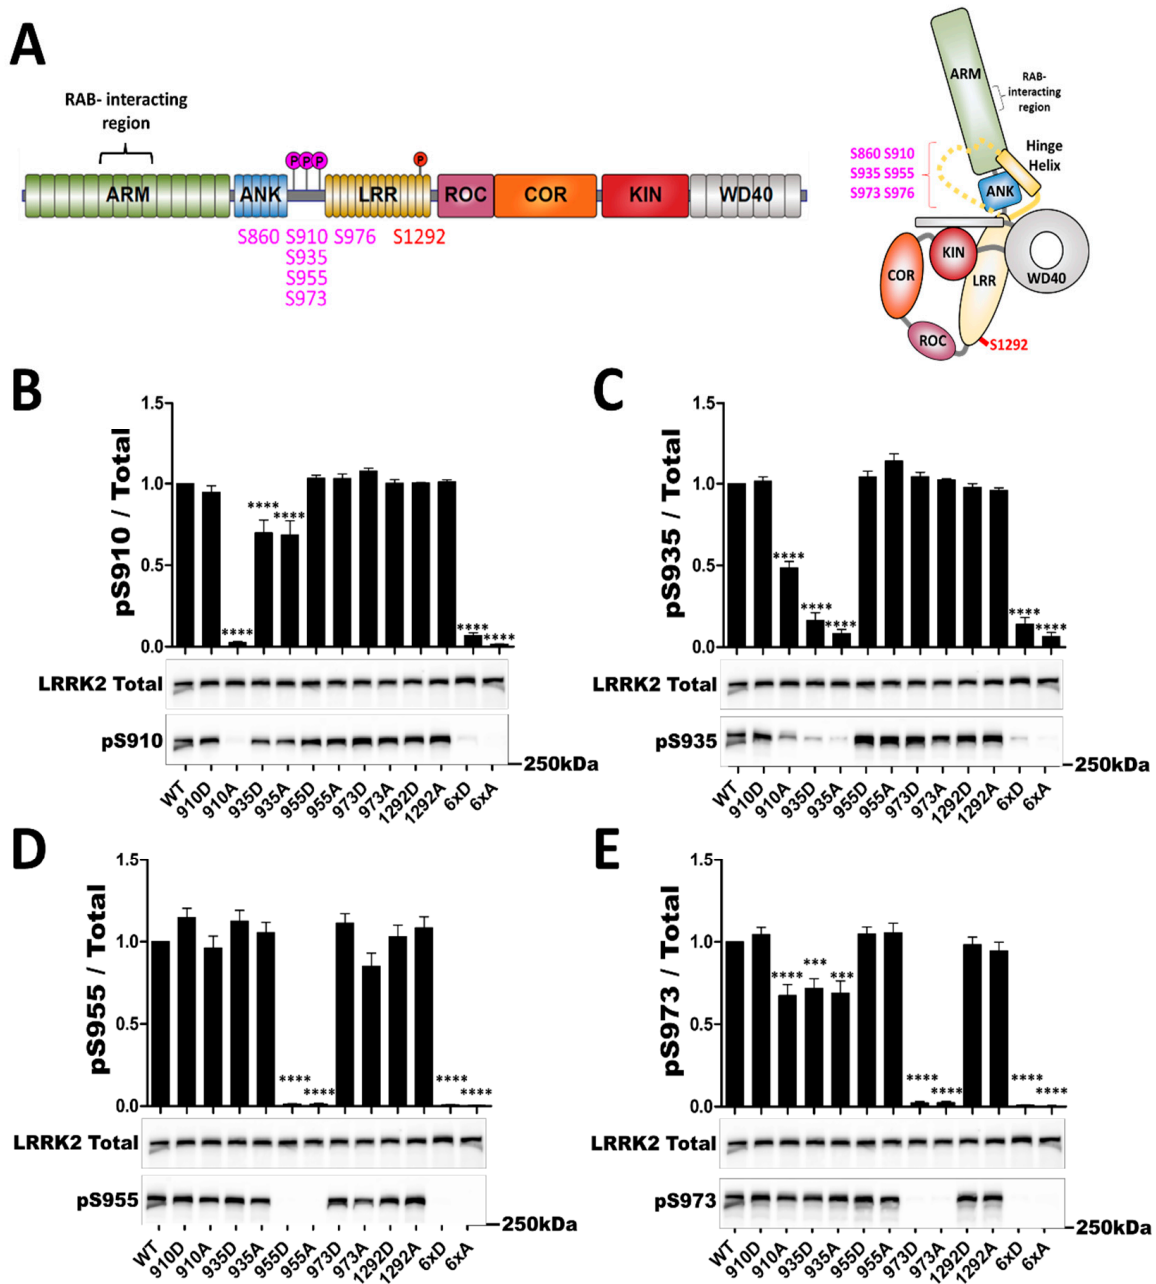 A
RAB- interacting
region
ARM
ANK
P P P
LRR
P
ROC
COR
KIN
WD40
S860 S910 S976 S1292
S935
S955
S973
ARM
RAB-
interacting
region
S860 S910
S935 S955
S973 S976
Hinge
Helix
ANK
KIN
COR
LRR
WD40
ROC
S1292
B
pS910 / Total
1.5
1.0
0.5
0.0
**** **** **** **** ****
LRRK2 Total
pS910
250kDa
WT 910D 910A 935D 935A 955D 955A 973D 973A 1292D 1292A 6xD 6xA
C
pS935 / Total
1.5
1.0
0.5
0.0
**** **** **** **** ****
LRRK2 Total
pS935
250kDa
WT 910D 910A 935D 935A 955D 955A 973D 973A 1292D 1292A 6xD 6xA
D
pS955 / Total
1.5
1.0
0.5
0.0
**** **** **** ****
LRRK2 Total
pS955
250kDa
WT 910D 910A 935D 935A 955D 955A 973D 973A 1292D 1292A 6xD 6xA
E
pS973 / Total
1.5
1.0
0.5
0.0
**** *** *** **** **** **** ****
LRRK2 Total
pS973
250kDa
WT 910D 910A 935D 935A 955D 955A 973D 973A 1292D 1292A 6xD 6xA